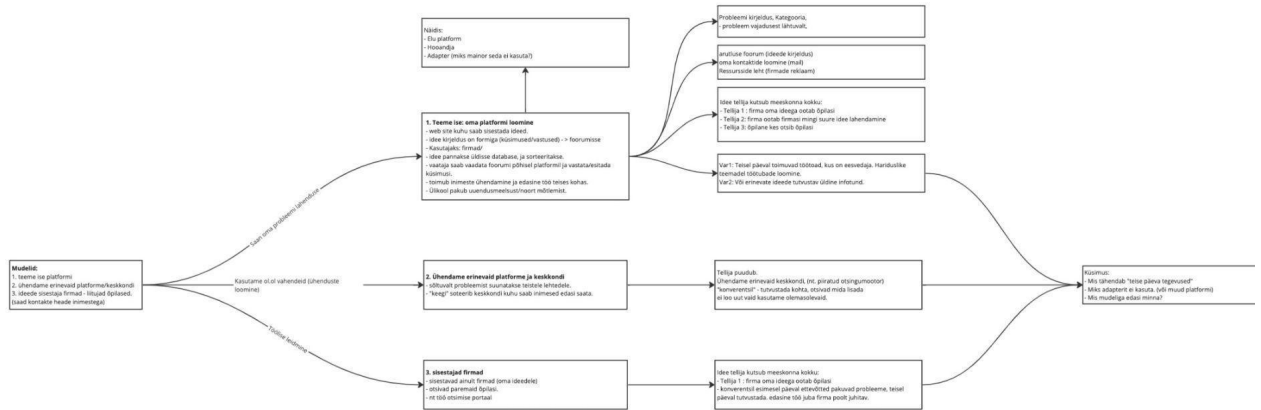 Mudelid:
1. teeme ise platfirmi
2. ühendame erinevaid platforme/keskkondi
3. ideede sisestaja firmad - liitujad õpilased.
(saad kontakte heade inimestega)
Saan oma probleemi lahenduse
Kasutame ol.ol vahendeid (ühenduste
loomine)
Töölise leidmine
Näidis:
- Elu platform
- Hooandja
- Adapter (miks mainor seda ei kasuta?)
1. Teeme ise: oma platformi loomine
- web site kuhu saab sisestada ideed.
- idee kirjeldus on formiga (küsimused/vastused) - > foorumisse
- Kasutajaks: firmad/
- idee pannakse üldisse database, ja sorteeritakse.
- vaataja saab vaadata foorumi põhisel platformil ja vastata/esitada
küsimusi.
- toimub inimeste ühendamine ja edasine töö teises kohas.
- Ülikool pakub uuendusmeelsust/noort mõtlemist.
2. Ühendame erinevaid platforme ja keskkondi
- sõltuvalt probleemist suunatakse teistele lehtedele.
- "keegi" soteerib keskkondi kuhu saab inimesed edasi saata.
3. sisestajad firmad
- sisestavad ainult firmad (oma ideedele)
- otsivad paremaid õpilasi.
- nt töö otsimise portaal
Probleemi kirjeldus, Kategooria,
- probleem vajadusest lähtuvalt,
arutluse foorum (ideede kirjeldus)
oma kontaktide loomine (mail)
Ressursside leht (firmade reklaam)
Idee tellija kutsub meeskonna kokku:
- Tellija 1 : firma oma ideega ootab õpilasi
- Tellija 2: firma ootab firmasi mingi suure idee lahendamine
- Tellija 3: õpilane kes otsib õpilasi
Var1: Teisel päeval toimuvad töötoad, kus on eesvedaja. Hariduslike
teemadel töötubade loomine.
Var2: Või erinevate ideede tutvustav üldine infotund.
Tellija puudub.
Ühendame erinevaid keskkondi, (nt. piiratud otsingumootor)
"konverentsil" - tutvustada kohta, otsivad mida lisada
ei loo uut vaid kasutame olemasolevaid.
Idee tellija kutsub meeskonna kokku:
- Tellija 1 : firma oma ideega ootab õpilasi
- konverentsil esimesel päeval ettevõtted pakuvad probleeme, teisel
päeval tutvustada. edasine töö juba firma poolt juhitav.
Küsimus:
- Mis tähendab "teise päeva tegevused"
- Miks adapterit ei kasuta. (või muud platformi)
- Mis mudeliga edasi minna?